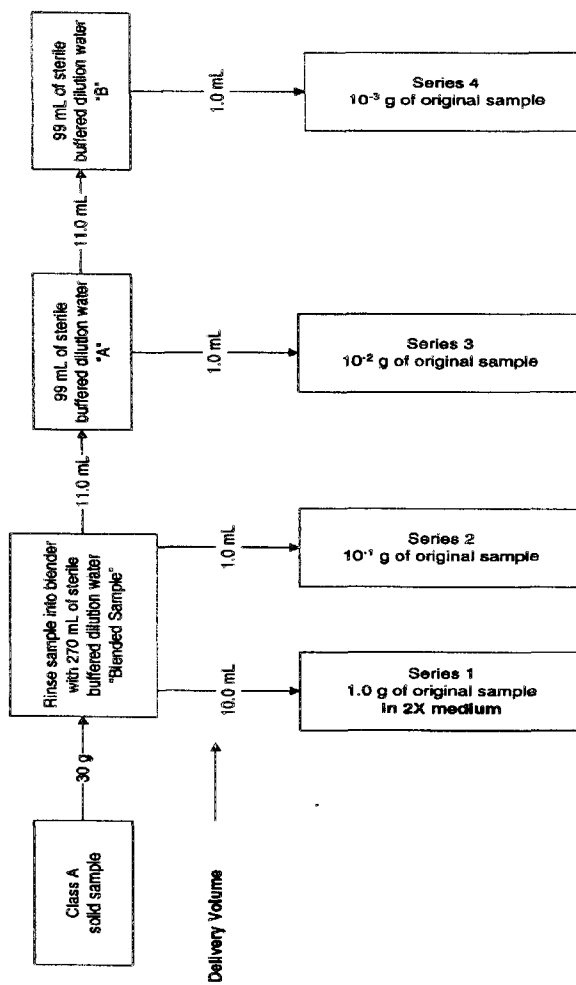 Class A
solid sample
30 g
Rinse sample into blender
with 270 mL of sterile
buffered dilution water
"Blended Sample"
11.0 mL
99 mL of sterile
buffered dilution water
"A"
11.0 mL
99 mL of sterile
buffered dilution water
"B"
Delivery Volume
10.0 mL
1.0 mL
1.0 mL
1.0 mL
Series 1
1.0 g of original sample
in 2X medium
Series 2
10⁻¹ g of original sample
Series 3
10⁻² g of original sample
Series 4
10⁻³ g of original sample